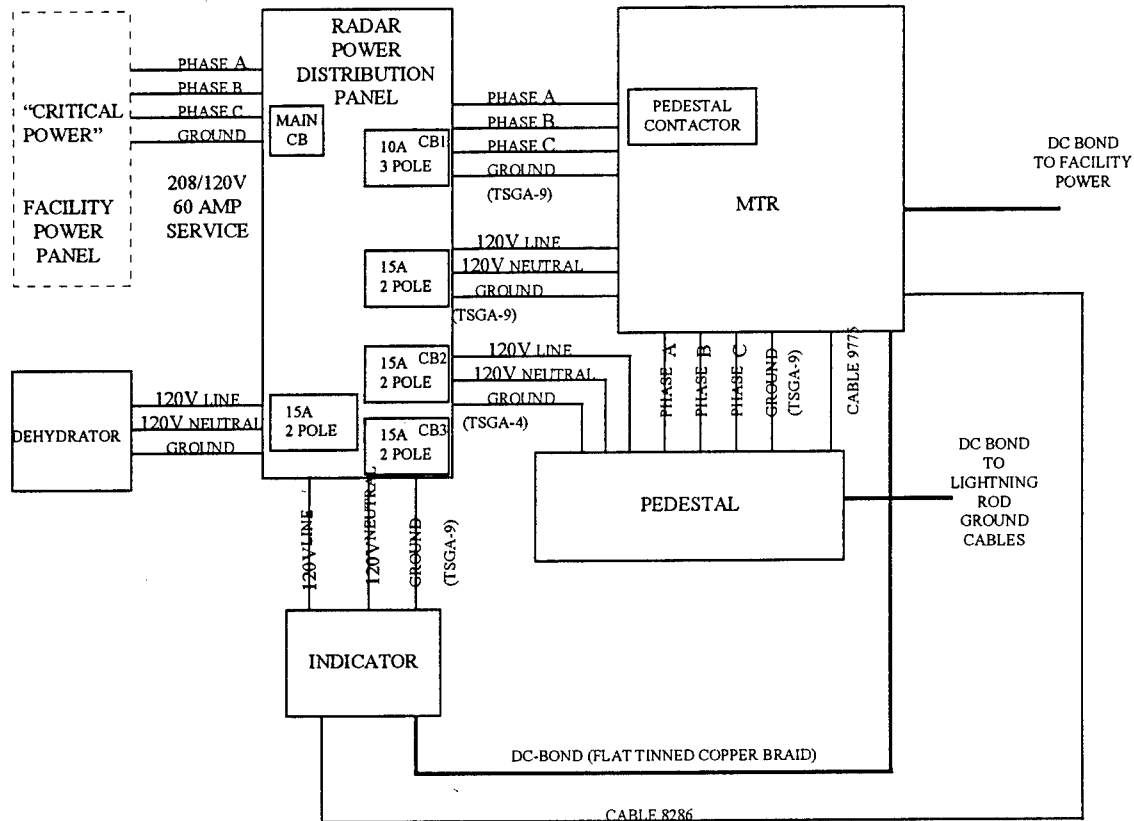 RADAR
POWER
DISTRIBUTION
PANEL
"CRITICAL
POWER"
FACILITY
POWER
PANEL
PHASE A
PHASE B
PHASE C
GROUND
208/120V
60 AMP
SERVICE
MAIN
CB
10A CB1
3 POLE
15A
2 POLE
15A CB2
2 POLE
15A CB3
2 POLE
15A
2 POLE
PHASE A
PHASE B
PHASE C
GROUND
(TSGA-9)
120V LINE
120V NEUTRAL
GROUND
(TSGA-9)
120V LINE
120V NEUTRAL
GROUND
(TSGA-4)
PEDESTAL
CONTACTOR
MTR
DC BOND
TO FACILITY
POWER
PHASE A
PHASE B
PHASE C
GROUND
(TSGA-9)
CABLE 9775
DEHYDRATOR
120V LINE
120V NEUTRAL
GROUND
PEDESTAL
DC BOND
TO
LIGHTNING
ROD
GROUND
CABLES
120V LINE
120V NEUTRAL
GROUND
(TSGA-9)
INDICATOR
DC-BOND (FLAT TINNED COPPER BRAID)
CABLE 8286